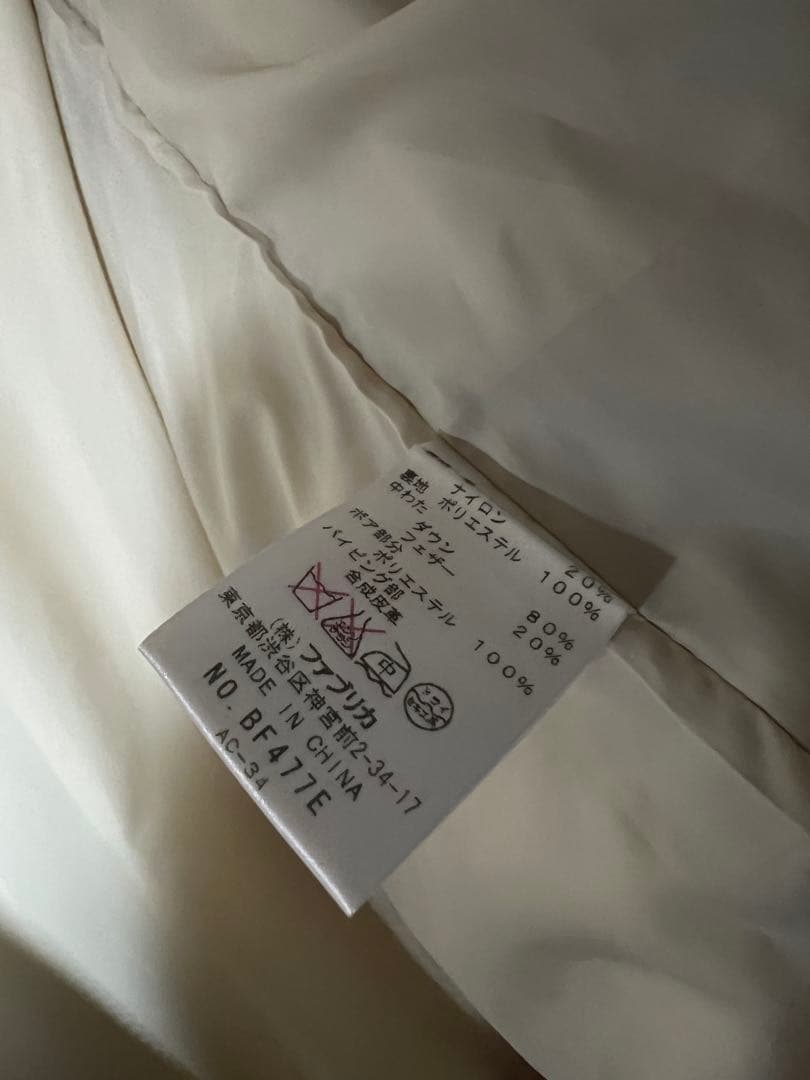 ナイロン 20%
裏地 ポリエステル 100%
中わた
ダウン 80%
フェザー 20%
ボア部分
ポリエステル 100%
パイピング部
合成皮革
中
(株)ファブリカ
東京都渋谷区神宮前2-34-17
MADE IN CHINA
NO. BF477E
AC-34